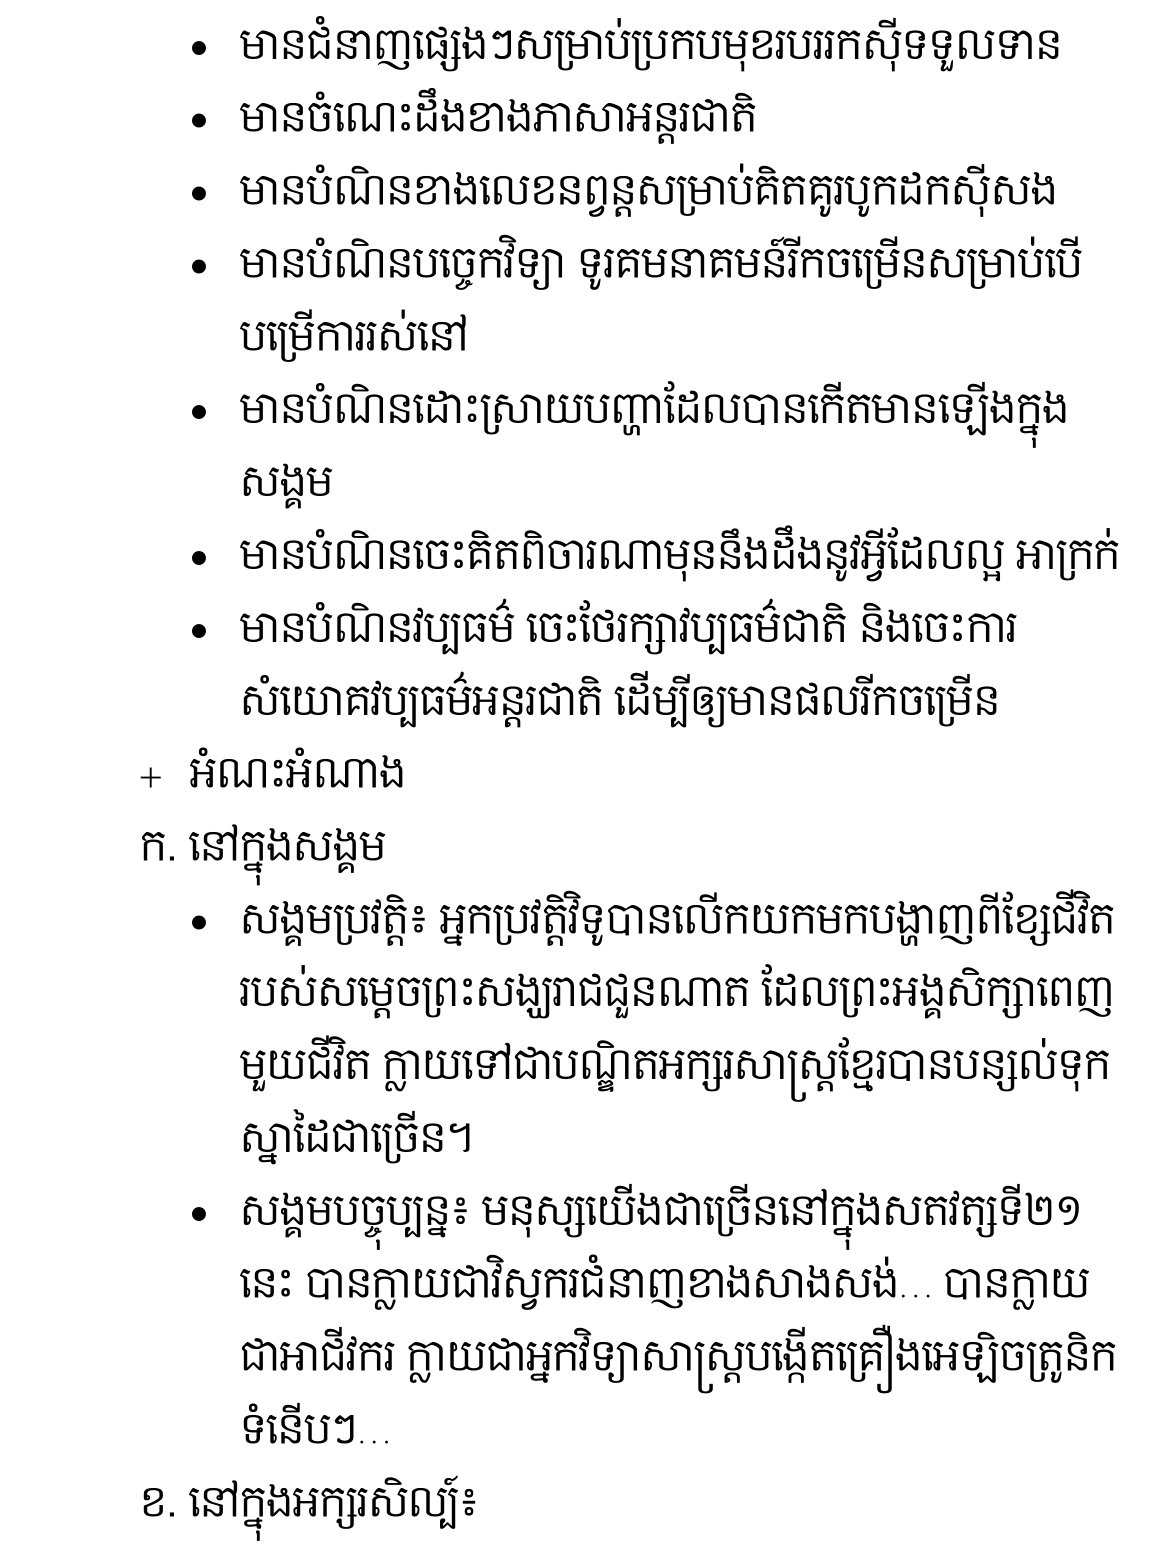 • មានជំនាញផ្សេងៗសម្រាប់ប្រកបមុខរបររកស៊ីទទួលទាន
• មានចំណេះដឹងខាងភាសាអន្តរជាតិ
• មានបំណិនខាងលេខនព្វន្តសម្រាប់គិតគូរបូកដកស៊ីសង
• មានបំណិនបច្ចេកវិទ្យា ទូរគមនាគមន៍រីកចម្រើនសម្រាប់បើ
បម្រើការរស់នៅ
• មានបំណិនដោះស្រាយបញ្ហាដែលបានកើតមានឡើងក្នុង
សង្គម
• មានបំណិនចេះគិតពិចារណាមុននឹងដឹងនូវអ្វីដែលល្អ អាក្រក់
• មានបំណិនវប្បធម៌ ចេះថែរក្សាវប្បធម៌ជាតិ និងចេះការ
សំយោគវប្បធម៌អន្តរជាតិ ដើម្បីឲ្យមានផលរីកចម្រើន
+ អំណះអំណាង
ក. នៅក្នុងសង្គម
• សង្គមប្រវត្តិ៖ អ្នកប្រវត្តិវិទូបានលើកយកមកបង្ហាញពីខ្សែជីវិត
របស់សម្តេចព្រះសង្ឃរាជជួនណាត ដែលព្រះអង្គសិក្សាពេញ
មួយជីវិត ក្លាយទៅជាបណ្ឌិតអក្សរសាស្ត្រខ្មែរបានបន្សល់ទុក
ស្នាដៃជាច្រើន។
• សង្គមបច្ចុប្បន្ន៖ មនុស្សយើងជាច្រើននៅក្នុងសតវត្សទី២១
នេះ បានក្លាយជាវិស្វករជំនាញខាងសាងសង់... បានក្លាយ
ជាអាជីវករ ក្លាយជាអ្នកវិទ្យាសាស្ត្របង្កើតគ្រឿងអេឡិចត្រូនិក
ទំនើបៗ...
ខ. នៅក្នុងអក្សរសិល្ប៍៖